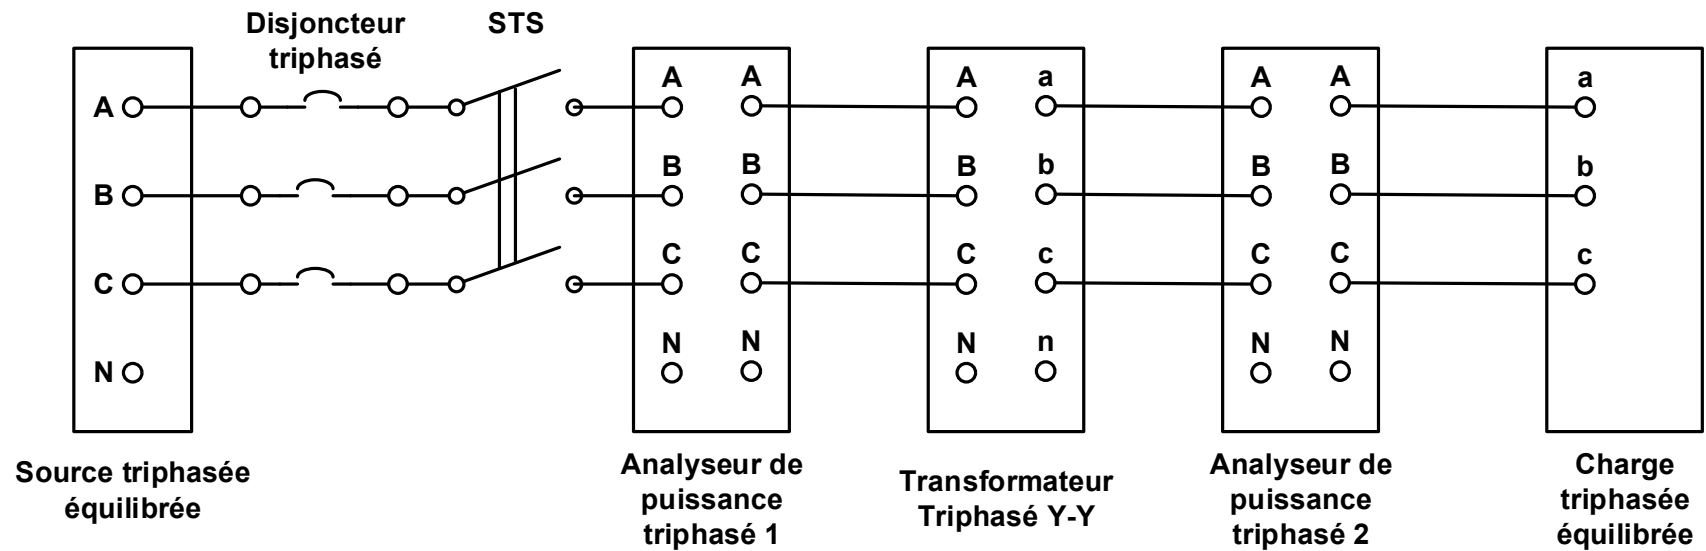 Disjoncteur
triphasé
STS
A A A a A A a
A
B B B b B B b
B
C C C c C C c
C
N N N n N N
N
Source triphasée
équilibrée
Analyseur de
puissance
triphasé 1
Transformateur
Triphasé Y-Y
Analyseur de
puissance
triphasé 2
Charge
triphasée
équilibrée